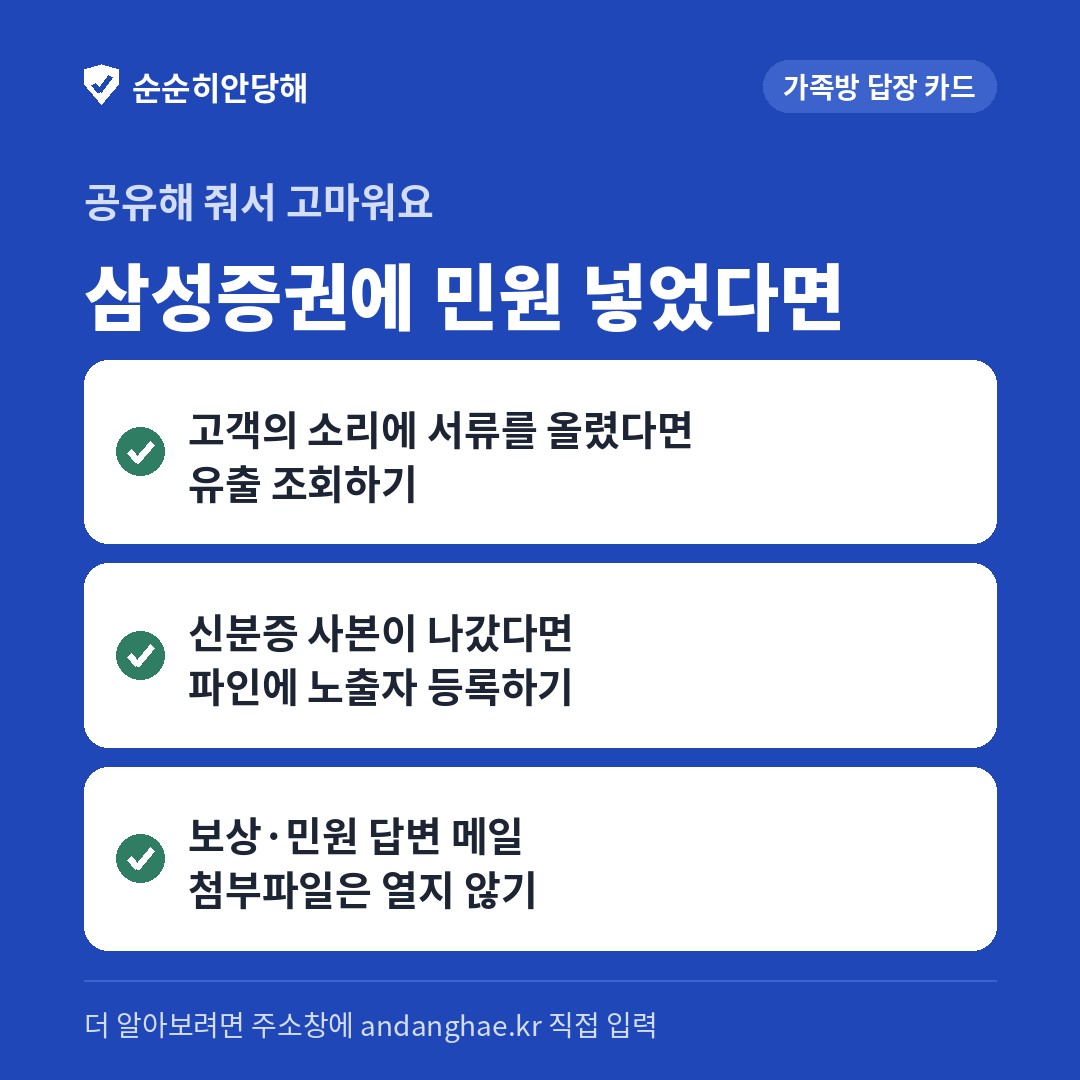 순순히안당해
가족방 답장 카드
공유해 줘서 고마워요
삼성증권에 민원 넣었다면
고객의 소리에 서류를 올렸다면
유출 조회하기
신분증 사본이 나갔다면
파인에 노출자 등록하기
보상·민원 답변 메일
첨부파일은 열지 않기
더 알아보려면 주소창에 andanghae.kr 직접 입력